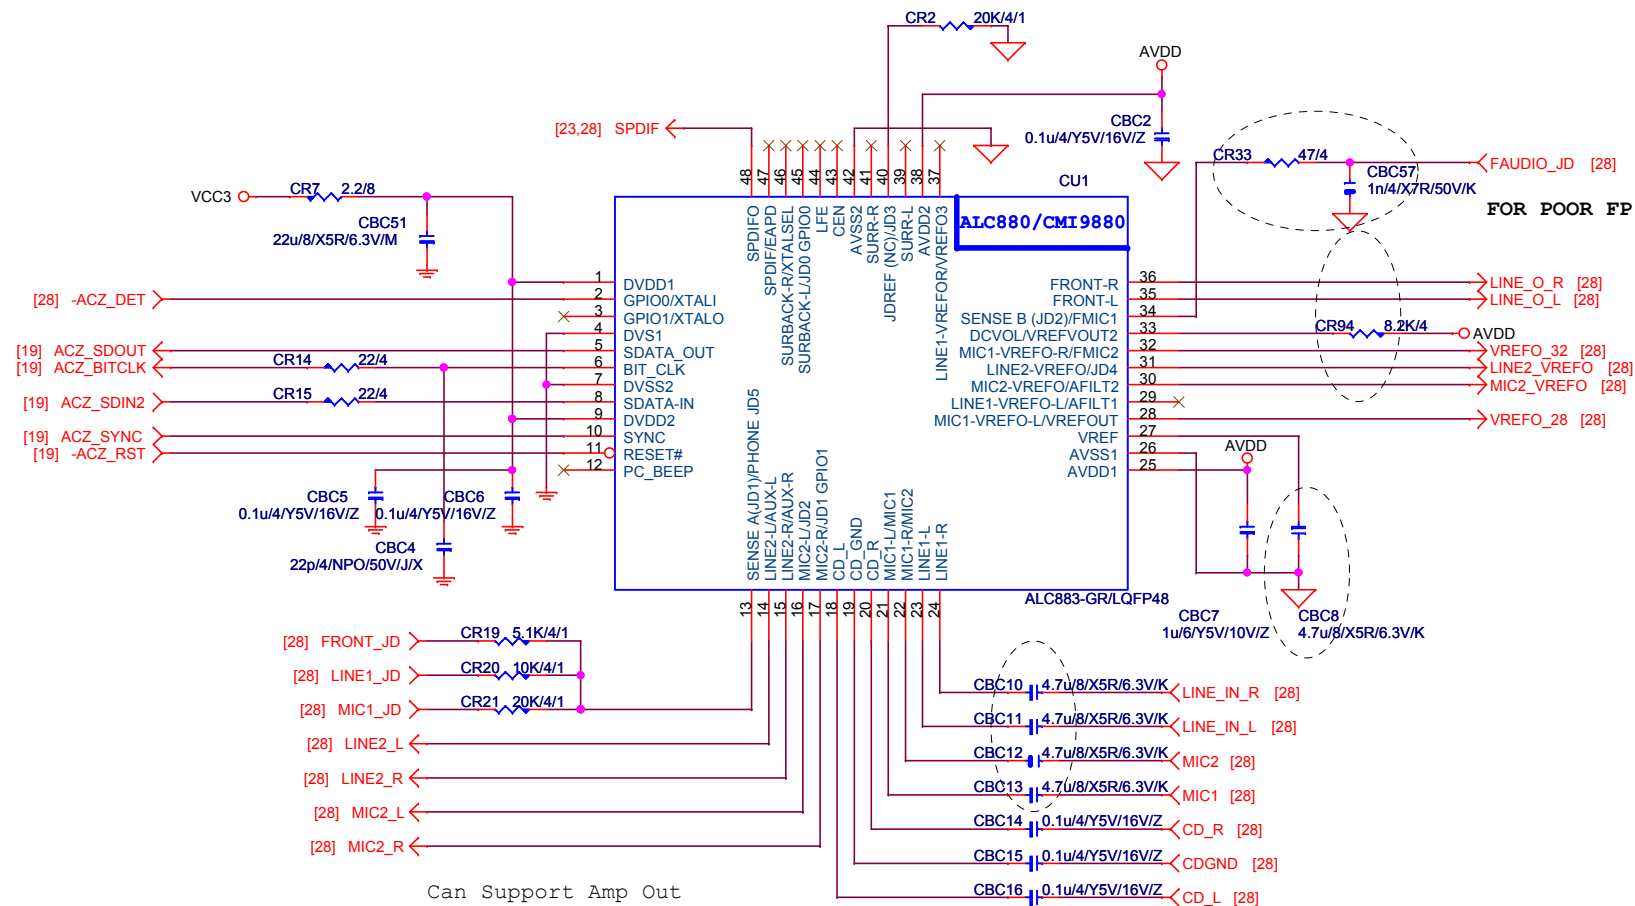 CR2 20K/4/1
AVDD
[23,28] SPDIF
CBC2
0.1u/4/Y5V/16V/Z
CR33 47/4
FAUDIO_JD [28]
CBC57
1n/4/X7R/50V/K
FOR POOR FP
VCC3
CR7 2.2/8
CBC51
22u/8/X5R/6.3V/M
CU1
ALC880/CMI9880
48 SPDIFO
47 SPDIF/EAPD
46 SURBACK-R/XTALSEL
45 SURBACK-L/JD0 GPIO0
44 LFE
43 CEN
42 AVSS2
41 SURR-R
40 JDREF (NC)/JD3
39 SURR-L
38 AVDD2
37 LINE1-VREFOR/VREFO3
1 DVDD1
2 GPIO0/XTALI
3 GPIO1/XTALO
4 DVS1
5 SDATA_OUT
6 BIT_CLK
7 DVSS2
8 SDATA-IN
9 DVDD2
10 SYNC
11 RESET#
12 PC_BEEP
FRONT-R 36
FRONT-L 35
SENSE B (JD2)/FMIC1 34
DCVOL/VREFVOUT2 33
MIC1-VREFO-R/FMIC2 32
LINE2-VREFO/JD4 31
MIC2-VREFO/AFILT2 30
LINE1-VREFO-L/AFILT1 29
MIC1-VREFO-L/VREFOUT 28
VREF 27
AVSS1 26
AVDD1 25
[28] -ACZ_DET
[19] ACZ_SDOUT
[19] ACZ_BITCLK
CR14 22/4
[19] ACZ_SDIN2
CR15 22/4
[19] ACZ_SYNC
[19] -ACZ_RST
CBC5
0.1u/4/Y5V/16V/Z
CBC6
0.1u/4/Y5V/16V/Z
CBC4
22p/4/NPO/50V/J/X
LINE_O_R [28]
LINE_O_L [28]
CR94 8.2K/4
AVDD
VREFO_32 [28]
LINE2_VREFO [28]
MIC2_VREFO [28]
VREFO_28 [28]
AVDD
13 SENSE A(JD1)/PHONE JD5
14 LINE2-L/AUX-L
15 LINE2-R/AUX-R
16 MIC2-L/JD2
17 MIC2-R/JD1 GPIO1
18 CD_L
19 CD_GND
20 CD_R
21 MIC1-L/MIC1
22 MIC1-R/MIC2
23 LINE1-L
24 LINE1-R
ALC883-GR/LQFP48
CBC7
1u/6/Y5V/10V/Z
CBC8
4.7u/8/X5R/6.3V/K
[28] FRONT_JD
CR19 5.1K/4/1
[28] LINE1_JD
CR20 10K/4/1
[28] MIC1_JD
CR21 20K/4/1
[28] LINE2_L
[28] LINE2_R
[28] MIC2_L
[28] MIC2_R
CBC10 4.7u/8/X5R/6.3V/K LINE_IN_R [28]
CBC11 4.7u/8/X5R/6.3V/K LINE_IN_L [28]
CBC12 4.7u/8/X5R/6.3V/K MIC2 [28]
CBC13 4.7u/8/X5R/6.3V/K MIC1 [28]
CBC14 0.1u/4/Y5V/16V/Z CD_R [28]
CBC15 0.1u/4/Y5V/16V/Z CDGND [28]
CBC16 0.1u/4/Y5V/16V/Z CD_L [28]
Can Support Amp Out